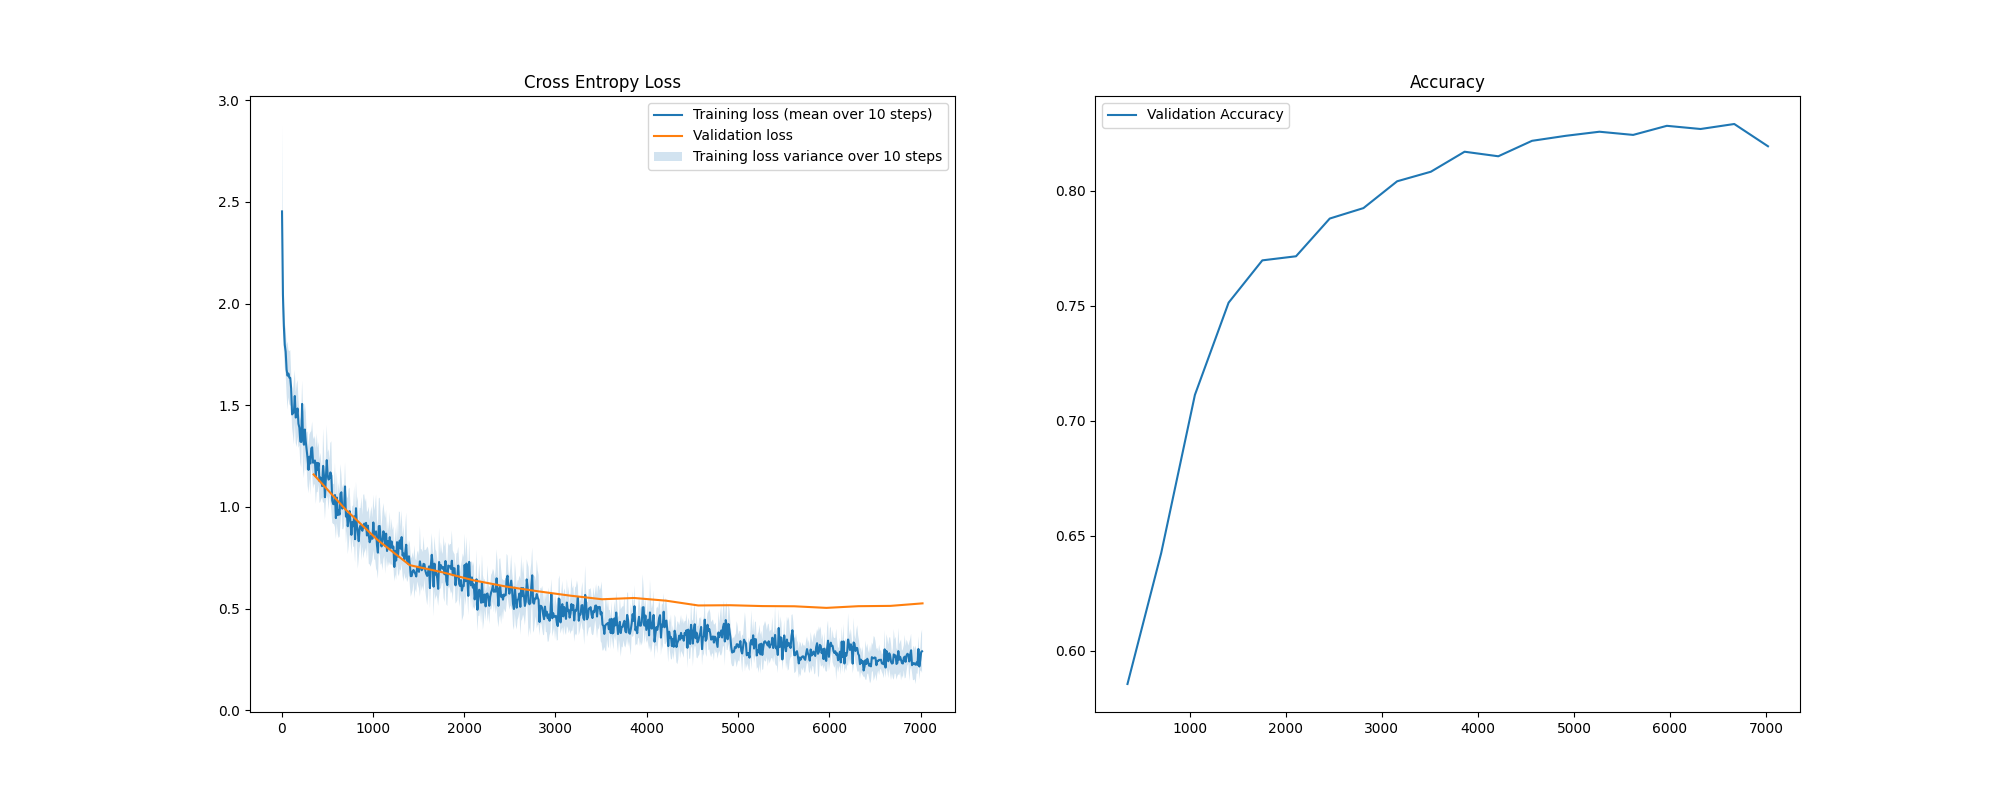 Cross Entropy Loss
Training loss (mean over 10 steps)
Validation loss
Training loss variance over 10 steps
3.0
2.5
2.0
1.5
1.0
0.5
0.0
0 1000 2000 3000 4000 5000 6000 7000
Accuracy
Validation Accuracy
0.80
0.75
0.70
0.65
0.60
1000 2000 3000 4000 5000 6000 7000